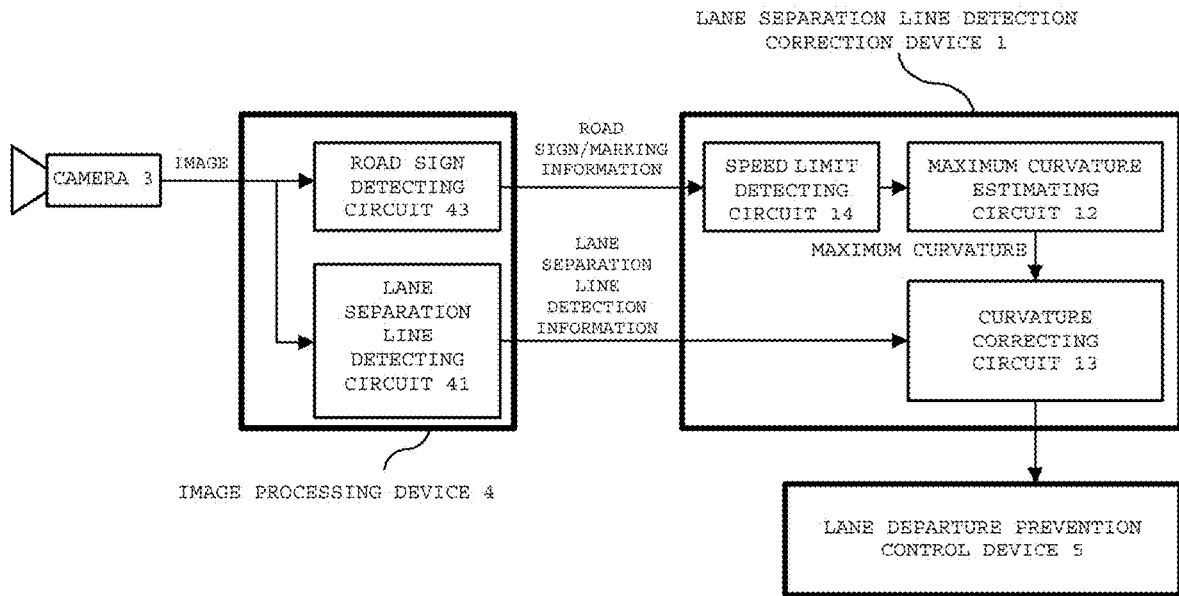 LANE SEPARATION LINE DETECTION
CORRECTION DEVICE 1
CAMERA 3
IMAGE
ROAD SIGN
DETECTING
CIRCUIT 43
ROAD
SIGN/MARKING
INFORMATION
SPEED LIMIT
DETECTING
CIRCUIT 14
MAXIMUM CURVATURE
ESTIMATING
CIRCUIT 12
MAXIMUM CURVATURE
LANE
SEPARATION
LINE
DETECTING
CIRCUIT 41
LANE
SEPARATION
LINE
DETECTION
INFORMATION
CURVATURE
CORRECTING
CIRCUIT 13
IMAGE PROCESSING DEVICE 4
LANE DEPARTURE PREVENTION
CONTROL DEVICE 5